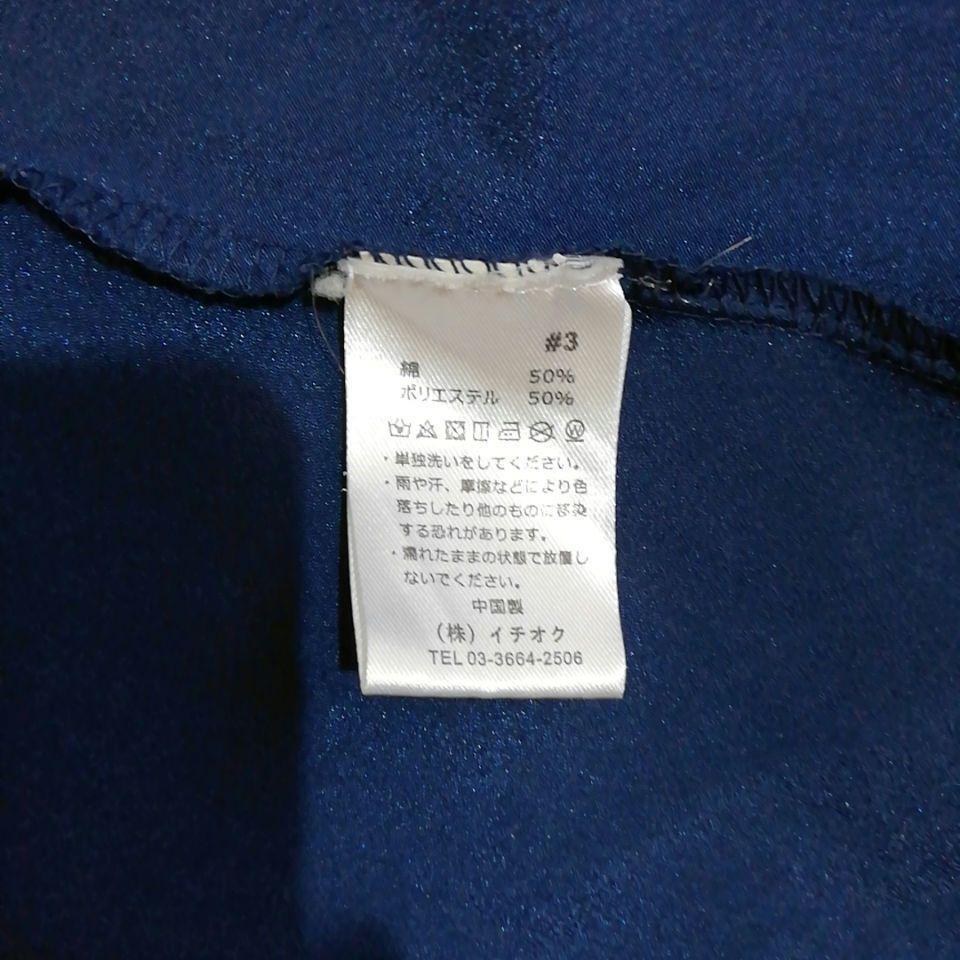 #3
綿 50%
ポリエステル 50%
・単独洗いをしてください。
・雨や汗、摩擦などにより色
落ちしたり他のものに移染
する恐れがあります。
・濡れたままの状態で放置し
ないでください。
中国製
(株)イチオク
TEL 03-3664-2506